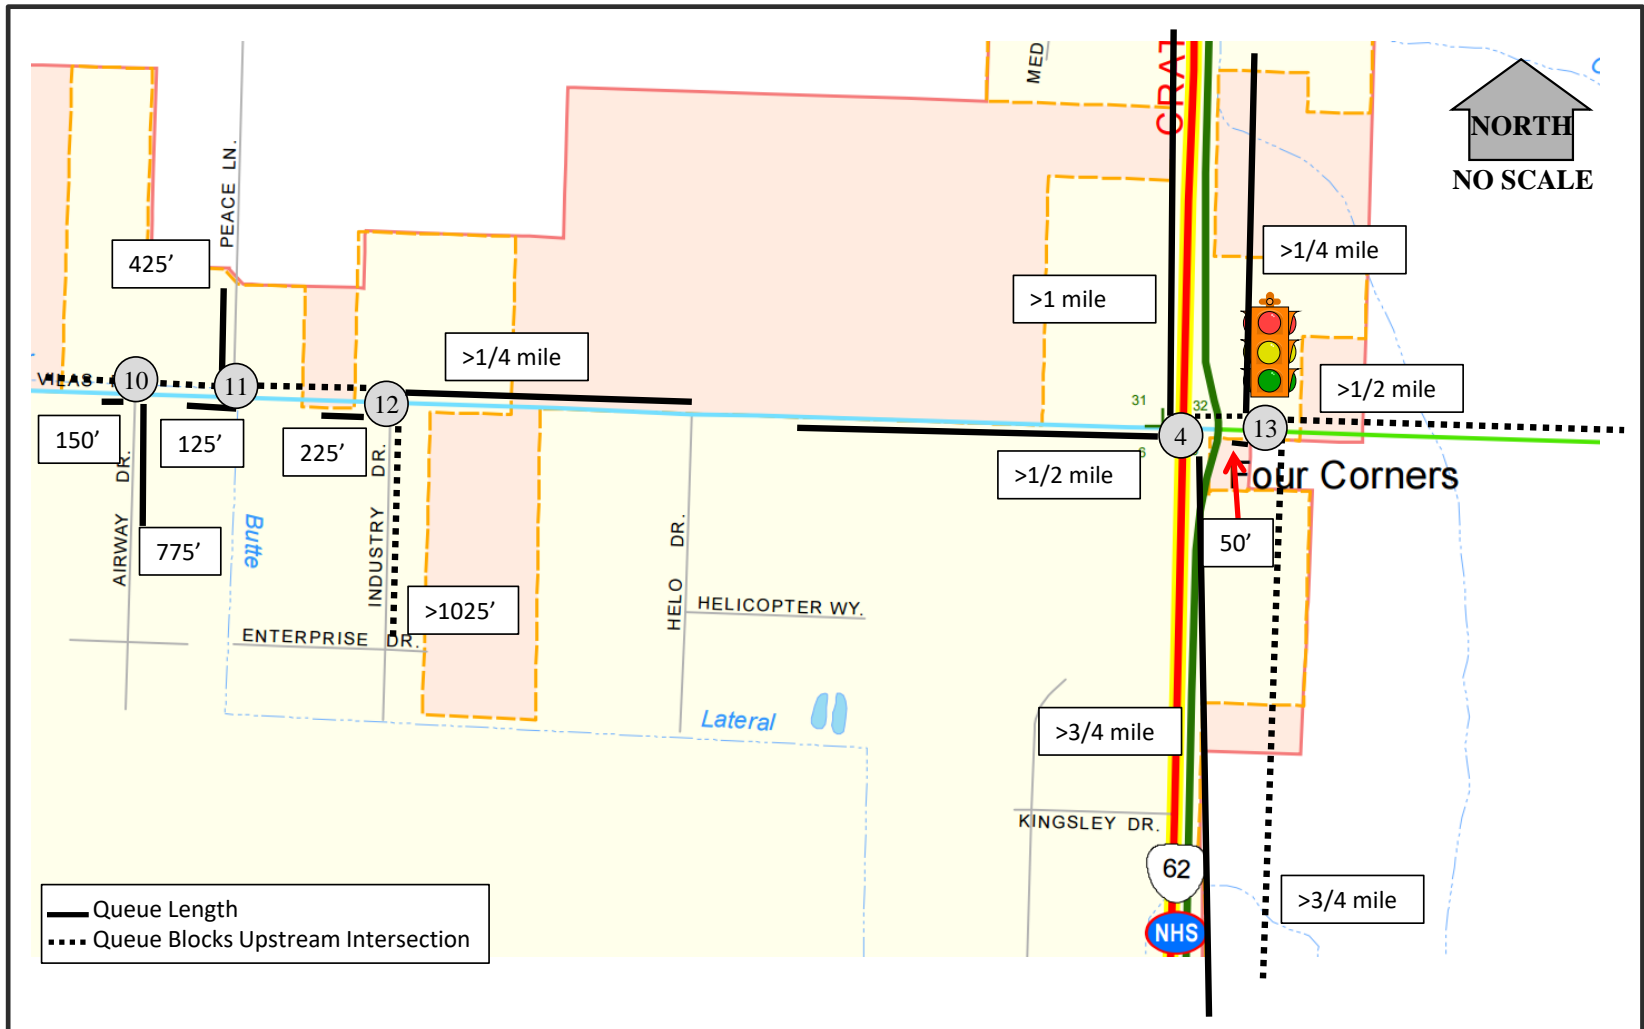 MED
CRAT
NORTH
NO SCALE
PEACE LN.
425’
>1/4 mile
>1 mile
>1/4 mile
>1/2 mile
VILAS
10
11
12
31
32
4
13
6
150’
125’
225’
>1/2 mile
Four Corners
AIRWAY DR.
775’
Butte
INDUSTRY DR.
>1025’
HELO DR.
HELICOPTER WY.
50’
ENTERPRISE DR.
Lateral
>3/4 mile
KINGSLEY DR.
62
NHS
>3/4 mile
Queue Length
Queue Blocks Upstream Intersection